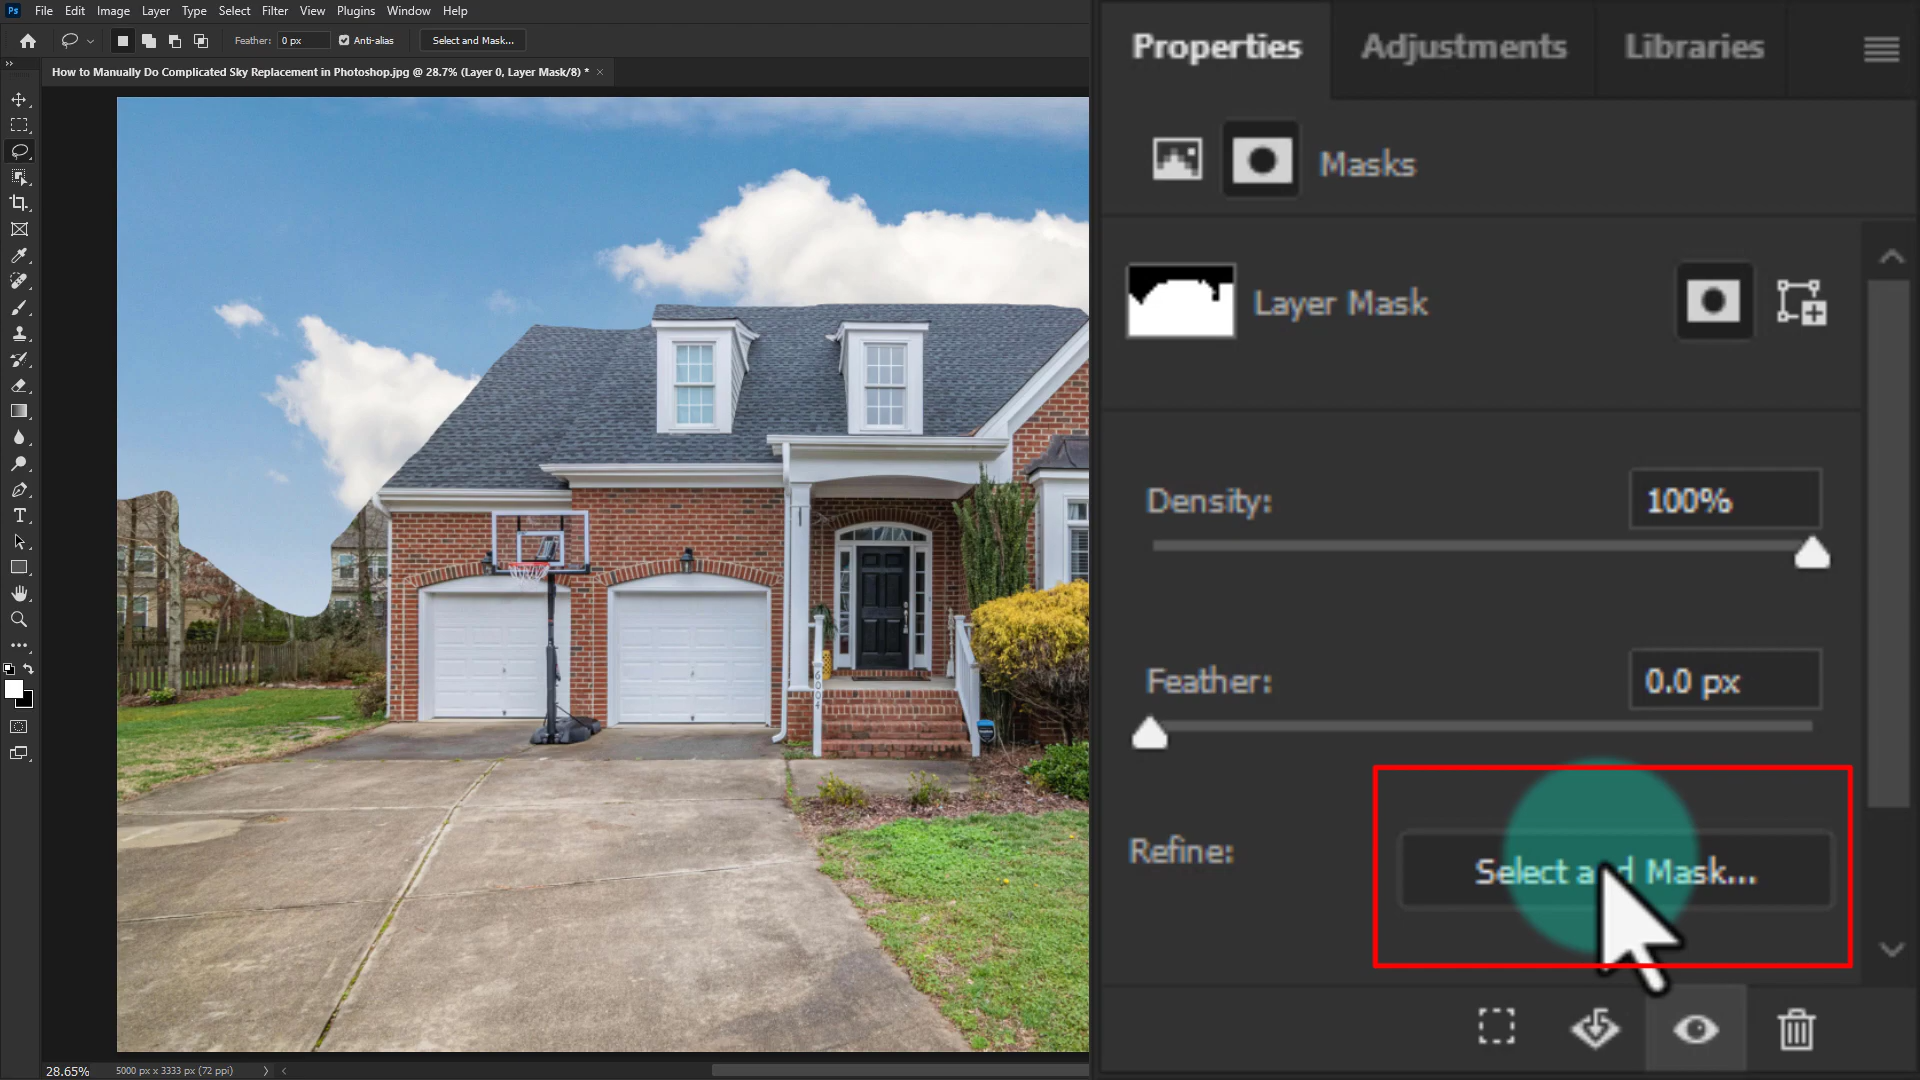 Ps File Edit Image Layer Type Select Filter View Plugins Window Help
Feather: 0 px Anti-alias Select and Mask...
How to Manually Do Complicated Sky Replacement in Photoshop.jpg @ 28.7% (Layer 0, Layer Mask/8) * ×
6004
28.65% 5000 px x 3333 px (72 ppi)
Properties Adjustments Libraries
Masks
Layer Mask
Density: 100%
Feather: 0.0 px
Refine: Select and Mask...